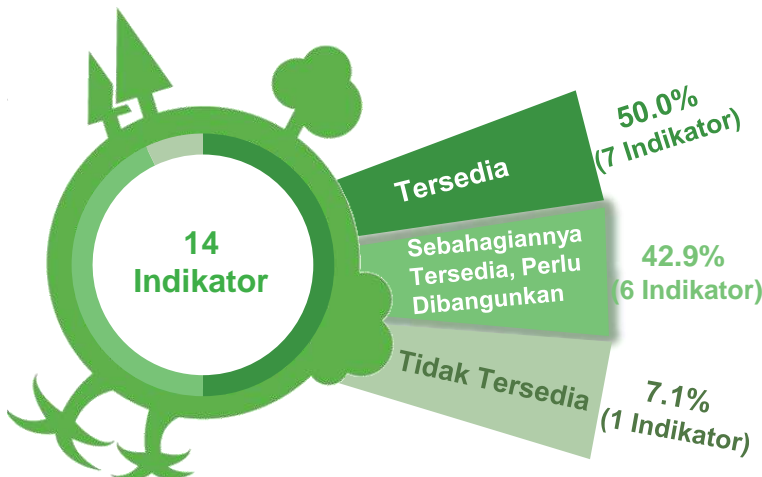 14
Indikator
Tersedia
50.0%
(7 Indikator)
Sebahagiannya
Tersedia, Perlu
Dibangunkan
42.9%
(6 Indikator)
Tidak Tersedia
7.1%
(1 Indikator)